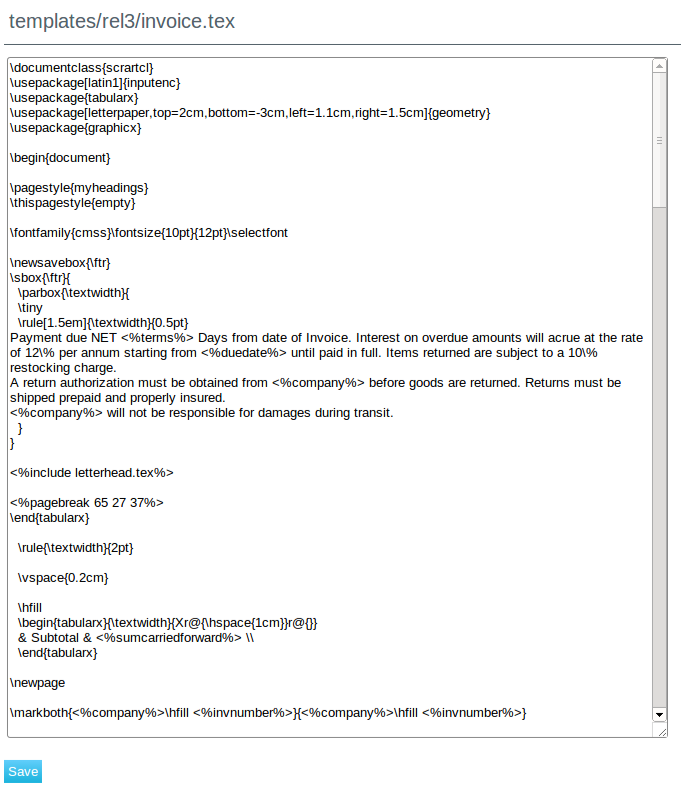 templates/rel3/invoice.tex
\documentclass{scrartcl}
\usepackage[latin1]{inputenc}
\usepackage{tabularx}
\usepackage[letterpaper,top=2cm,bottom=-3cm,left=1.1cm,right=1.5cm]{geometry}
\usepackage{graphicx}
\begin{document}
\pagestyle{myheadings}
\thispagestyle{empty}
\fontfamily{cmss}\fontsize{10pt}{12pt}\selectfont
\newsavebox{\ftr}
\sbox{\ftr}{
\parbox{\textwidth}{
\tiny
\rule[1.5em]{\textwidth}{0.5pt}
Payment due NET <%terms%> Days from date of Invoice. Interest on overdue amounts will acrue at the rate
of 12\% per annum starting from <%duedate%> until paid in full. Items returned are subject to a 10\%
restocking charge.
A return authorization must be obtained from <%company%> before goods are returned. Returns must be
shipped prepaid and properly insured.
<%company%> will not be responsible for damages during transit.
}
}
<%include letterhead.tex%>
<%pagebreak 65 27 37%>
\end{tabularx}
\rule{\textwidth}{2pt}
\vspace{0.2cm}
\hfill
\begin{tabularx}{\textwidth}{Xr@{\hspace{1cm}}r@{}}
& Subtotal & <%sumcarriedforward%> \\
\end{tabularx}
\newpage
\markboth{<%company%>\hfill <%invnumber%>}{<%company%>\hfill <%invnumber%>}
Save